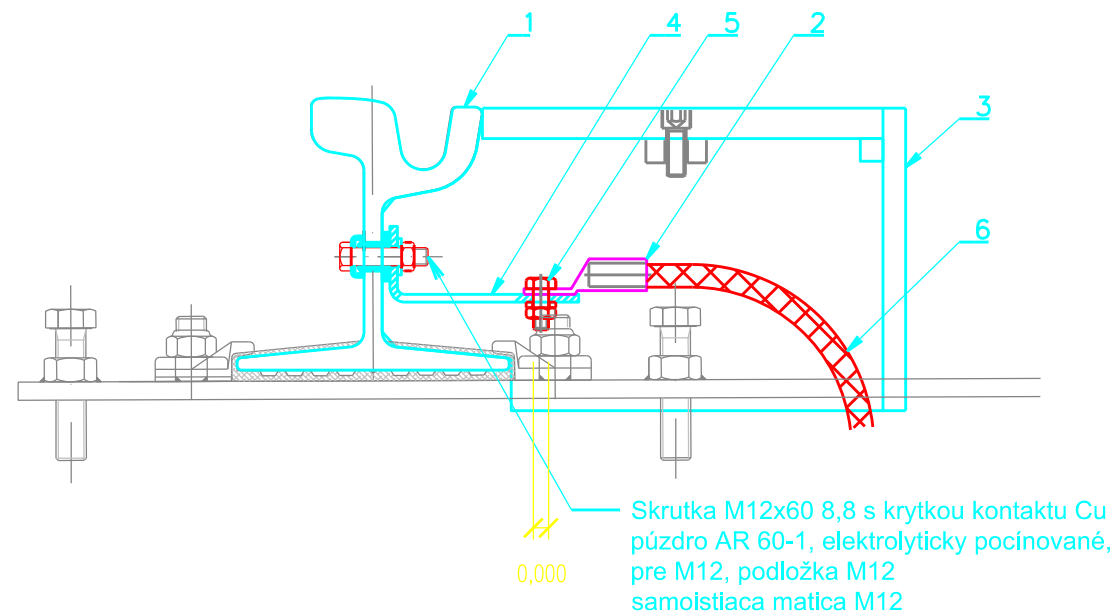 1
4
5
2
3
6
Skrutka M12x60 8,8 s krytkou kontaktu Cu
púzdro AR 60-1, elektrolyticky pocínované,
pre M12, podložka M12
samoistiaca matica M12
0,000